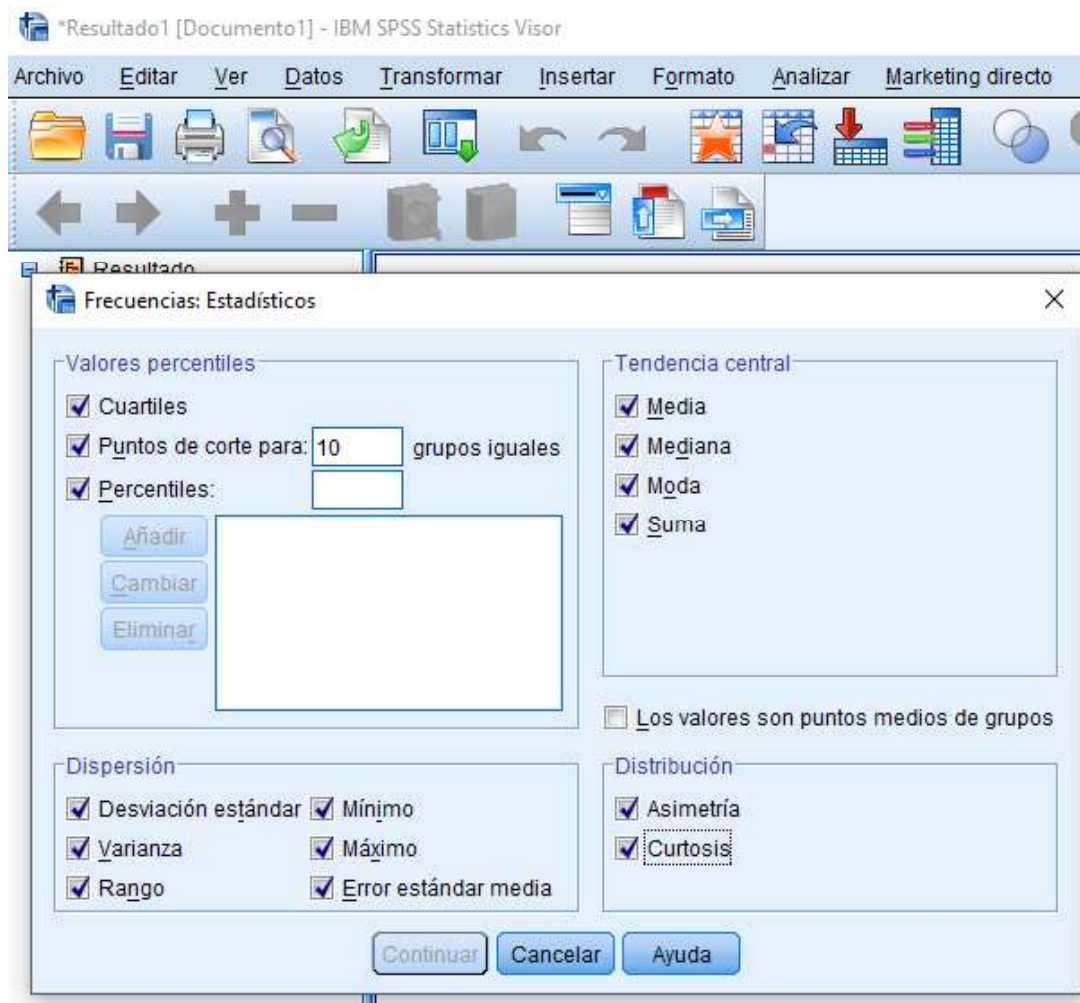 *Resultado1 [Documento1] - IBM SPSS Statistics Visor
Archivo Editar Ver Datos Transformar Insertar Formato Analizar Marketing directo
Resultado
Frecuencias: Estadísticos
Valores percentiles
Cuartiles
Puntos de corte para: 10 grupos iguales
Percentiles:
Añadir
Cambiar
Eliminar
Tendencia central
Media
Mediana
Moda
Suma
Los valores son puntos medios de grupos
Dispersión
Desviación estándar Mínimo
Varianza Máximo
Rango Error estándar media
Distribución
Asimetría
Curtosis
Continuar Cancelar Ayuda